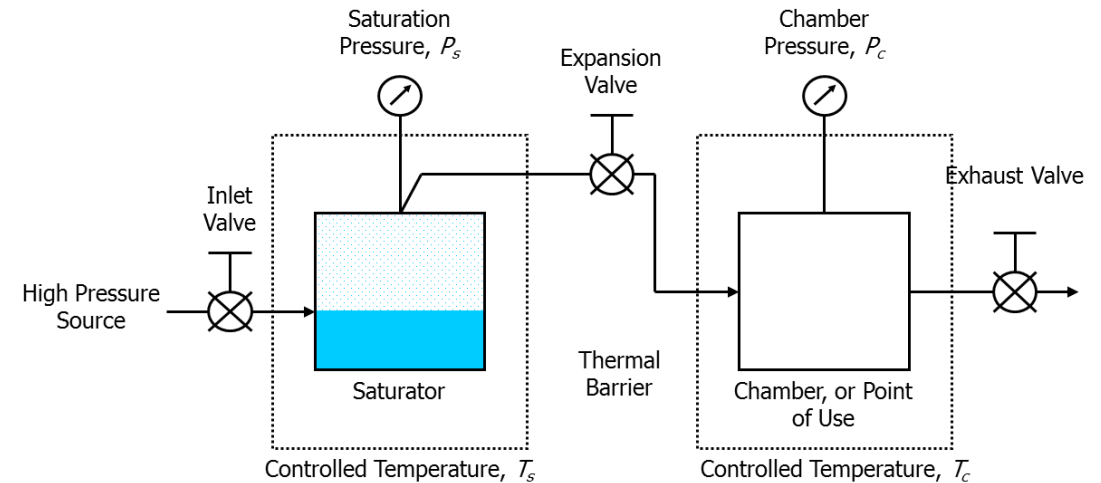 Saturation
Pressure, Ps
Chamber
Pressure, Pc
Expansion
Valve
Exhaust Valve
Inlet
Valve
High Pressure
Source
Thermal
Barrier
Saturator
Chamber, or Point
of Use
Controlled Temperature, Ts
Controlled Temperature, Tc